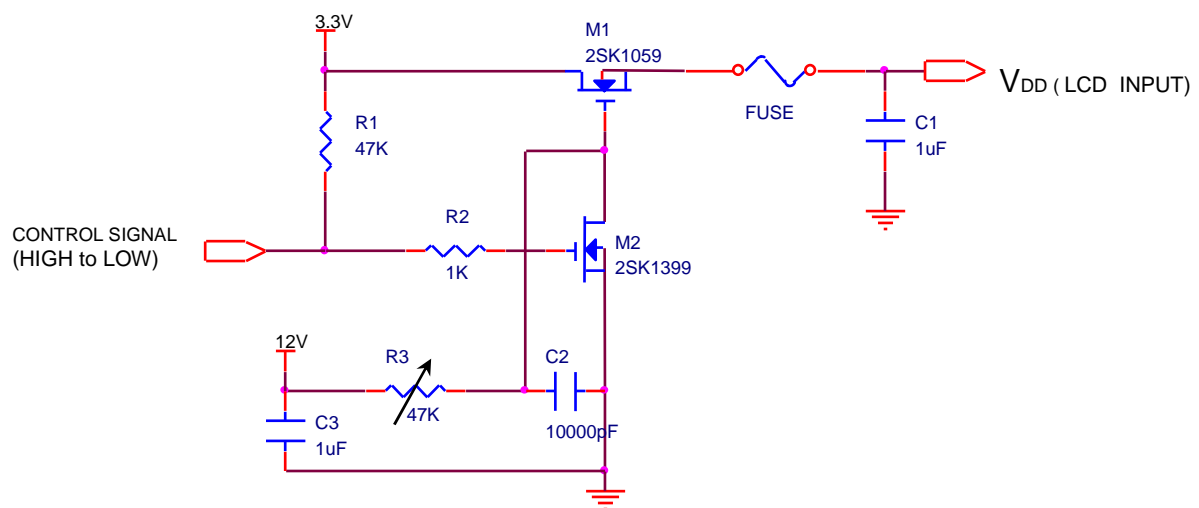 3.3V
M1
2SK1059
FUSE
VDD ( LCD INPUT)
R1
47K
C1
1uF
CONTROL SIGNAL
(HIGH to LOW)
R2
1K
M2
2SK1399
12V
R3
47K
C2
10000pF
C3
1uF